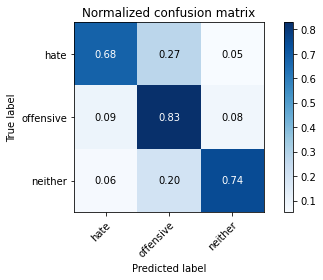 Normalized confusion matrix
True label
hate
0.68 0.27 0.05
offensive
0.09 0.83 0.08
neither
0.06 0.20 0.74
hate
offensive
neither
Predicted label
0.8
0.7
0.6
0.5
0.4
0.3
0.2
0.1